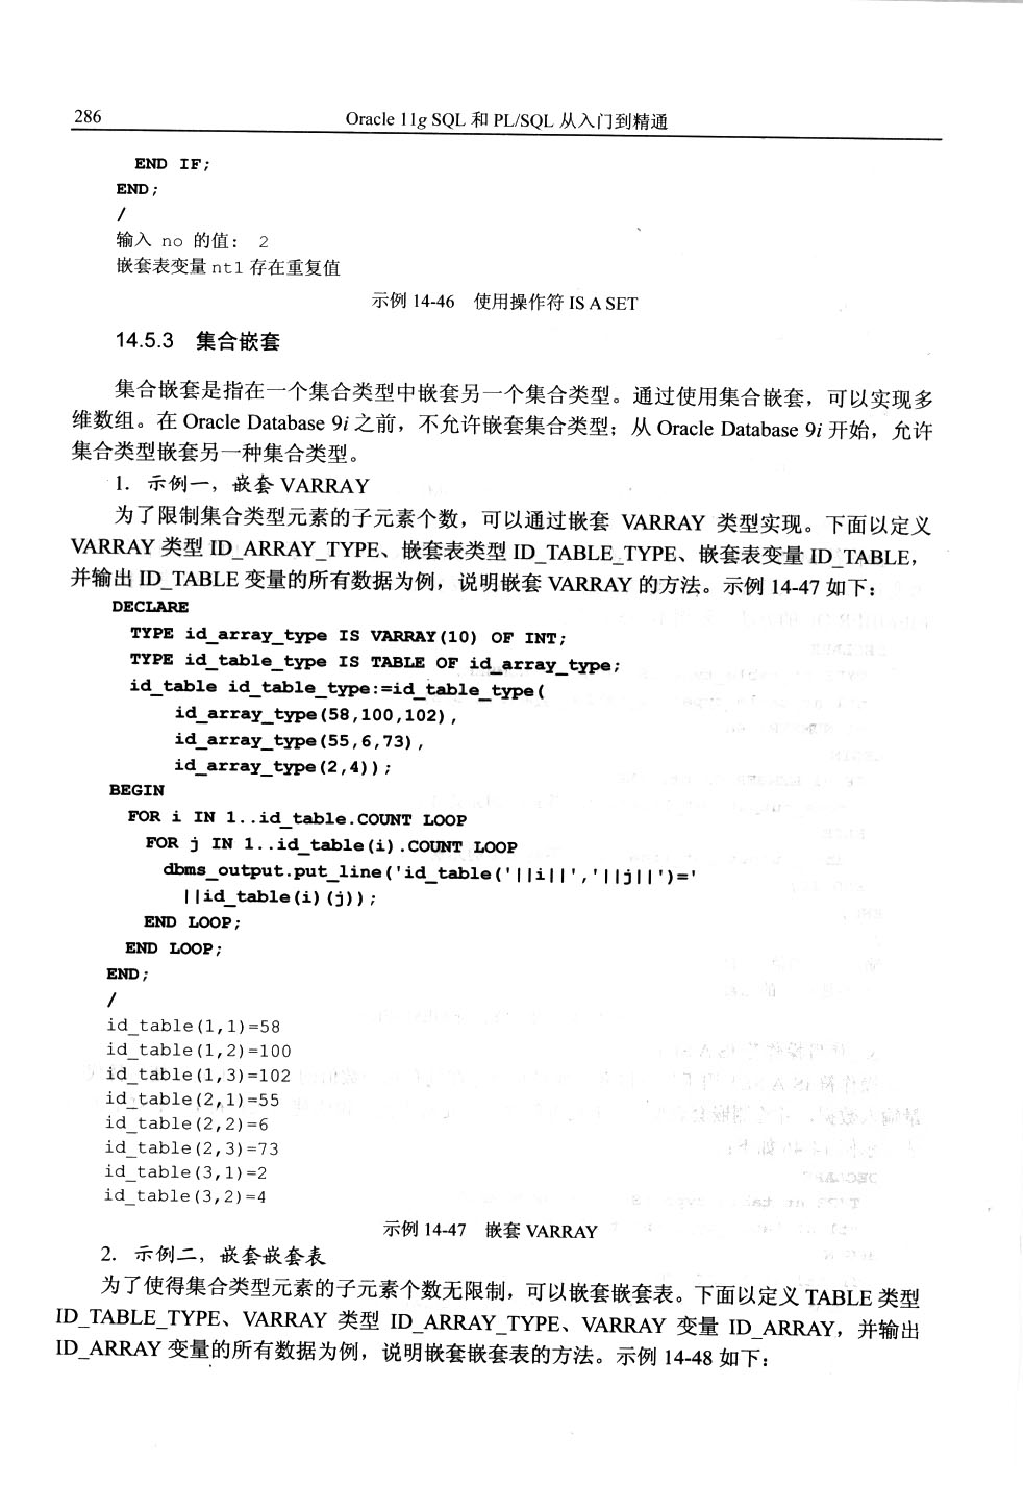 286
Oracle 11g SQL 和 PL/SQL 从入门到精通
END IF;
END;
/
输入 no 的值： 2
嵌套表变量 nt1 存在重复值
示例 14-46 使用操作符 IS A SET
14.5.3 集合嵌套
集合嵌套是指在一个集合类型中嵌套另一个集合类型。通过使用集合嵌套，可以实现多
维数组。在 Oracle Database 9i 之前，不允许嵌套集合类型；从 Oracle Database 9i 开始，允许
集合类型嵌套另一种集合类型。
1．示例一，嵌套 VARRAY
为了限制集合类型元素的子元素个数，可以通过嵌套 VARRAY 类型实现。下面以定义
VARRAY 类型 ID_ARRAY_TYPE、嵌套表类型 ID_TABLE_TYPE、嵌套表变量 ID_TABLE，
并输出 ID_TABLE 变量的所有数据为例，说明嵌套 VARRAY 的方法。示例 14-47 如下：
DECLARE
TYPE id_array_type IS VARRAY(10) OF INT;
TYPE id_table_type IS TABLE OF id_array_type;
id_table id_table_type:=id_table_type(
id_array_type(58,100,102),
id_array_type(55,6,73),
id_array_type(2,4));
BEGIN
FOR i IN 1..id_table.COUNT LOOP
FOR j IN 1..id_table(i).COUNT LOOP
dbms_output.put_line('id_table('||i||','||j||')='
||id_table(i)(j));
END LOOP;
END LOOP;
END;
/
id_table(1,1)=58
id_table(1,2)=100
id_table(1,3)=102
id_table(2,1)=55
id_table(2,2)=6
id_table(2,3)=73
id_table(3,1)=2
id_table(3,2)=4
示例 14-47 嵌套 VARRAY
2．示例二，嵌套嵌套表
为了使得集合类型元素的子元素个数无限制，可以嵌套嵌套表。下面以定义 TABLE 类型
ID_TABLE_TYPE、VARRAY 类型 ID_ARRAY_TYPE、VARRAY 变量 ID_ARRAY，并输出
ID_ARRAY 变量的所有数据为例，说明嵌套嵌套表的方法。示例 14-48 如下：